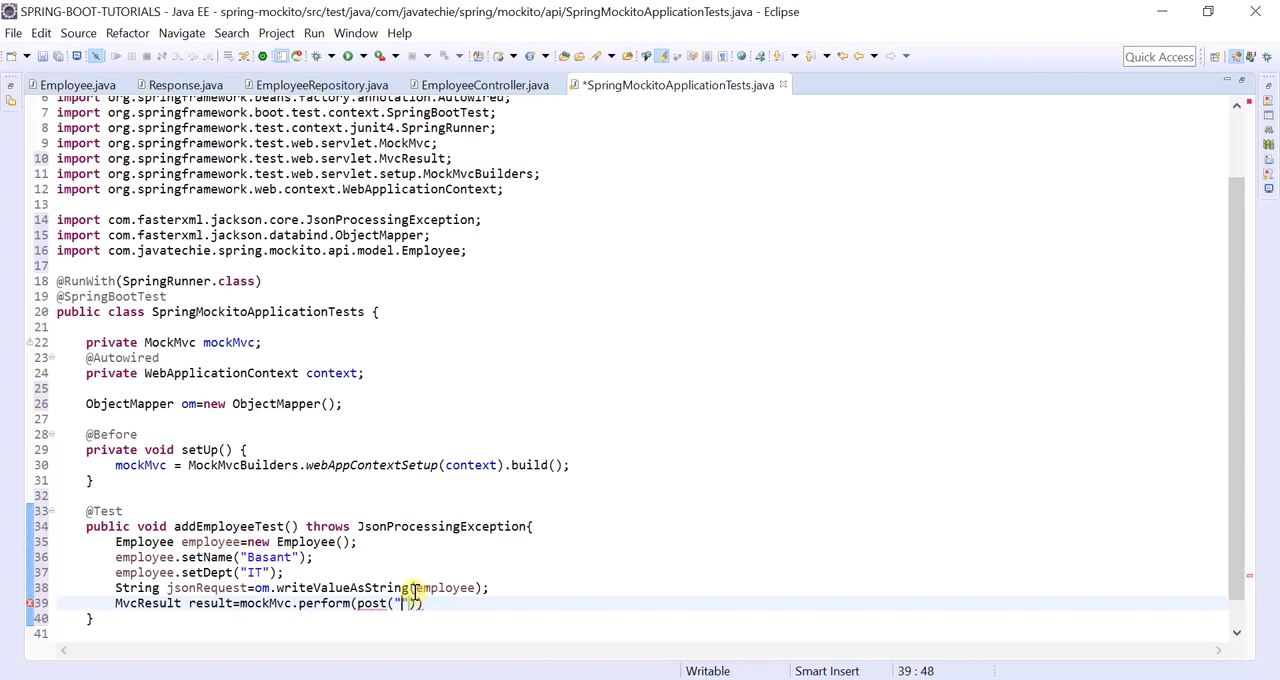 SPRING-BOOT-TUTORIALS - Java EE - spring-mockito/src/test/java/com/javatechie/spring/mockito/api/SpringMockitoApplicationTests.java - Eclipse
File Edit Source Refactor Navigate Search Project Run Window Help
Quick Access
Employee.java Response.java EmployeeRepository.java EmployeeController.java *SpringMockitoApplicationTests.java
6 import org.springframework.beans.factory.annotation.Autowired;
7 import org.springframework.boot.test.context.SpringBootTest;
8 import org.springframework.test.context.junit4.SpringRunner;
9 import org.springframework.test.web.servlet.MockMvc;
10 import org.springframework.test.web.servlet.MvcResult;
11 import org.springframework.test.web.servlet.setup.MockMvcBuilders;
12 import org.springframework.web.context.WebApplicationContext;
13
14 import com.fasterxml.jackson.core.JsonProcessingException;
15 import com.fasterxml.jackson.databind.ObjectMapper;
16 import com.javatechie.spring.mockito.api.model.Employee;
17
18 @RunWith(SpringRunner.class)
19 @SpringBootTest
20 public class SpringMockitoApplicationTests {
21
22 private MockMvc mockMvc;
23 @Autowired
24 private WebApplicationContext context;
25
26 ObjectMapper om=new ObjectMapper();
27
28 @Before
29 private void setUp() {
30 mockMvc = MockMvcBuilders.webAppContextSetup(context).build();
31 }
32
33 @Test
34 public void addEmployeeTest() throws JsonProcessingException{
35 Employee employee=new Employee();
36 employee.setName("Basant");
37 employee.setDept("IT");
38 String jsonRequest=om.writeValueAsString(employee);
39 MvcResult result=mockMvc.perform(post(""))
40 }
41
Writable Smart Insert 39 : 48